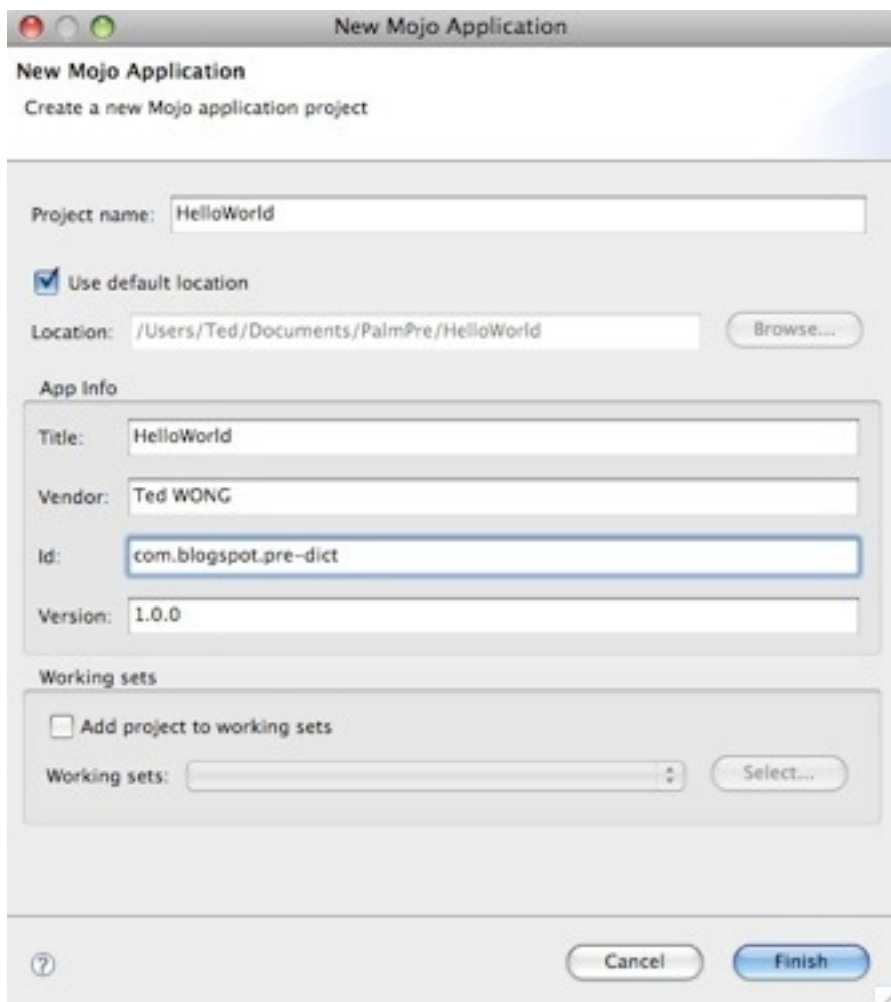 New Mojo Application
New Mojo Application
Create a new Mojo application project
Project name: HelloWorld
Use default location
Location: /Users/Ted/Documents/PalmPre/HelloWorld Browse...
App Info
Title: HelloWorld
Vendor: Ted WONG
Id: com.blogspot.pre-dict
Version: 1.0.0
Working sets
Add project to working sets
Working sets: Select...
? Cancel Finish